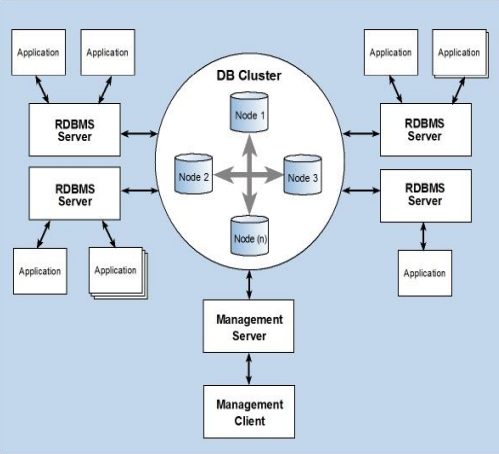 Application
Application
Application
Application
DB Cluster
Node 1
RDBMS
Server
RDBMS
Server
Node 2
Node 3
RDBMS
Server
RDBMS
Server
Node (n)
Application
Application
Application
Management
Server
Management
Client